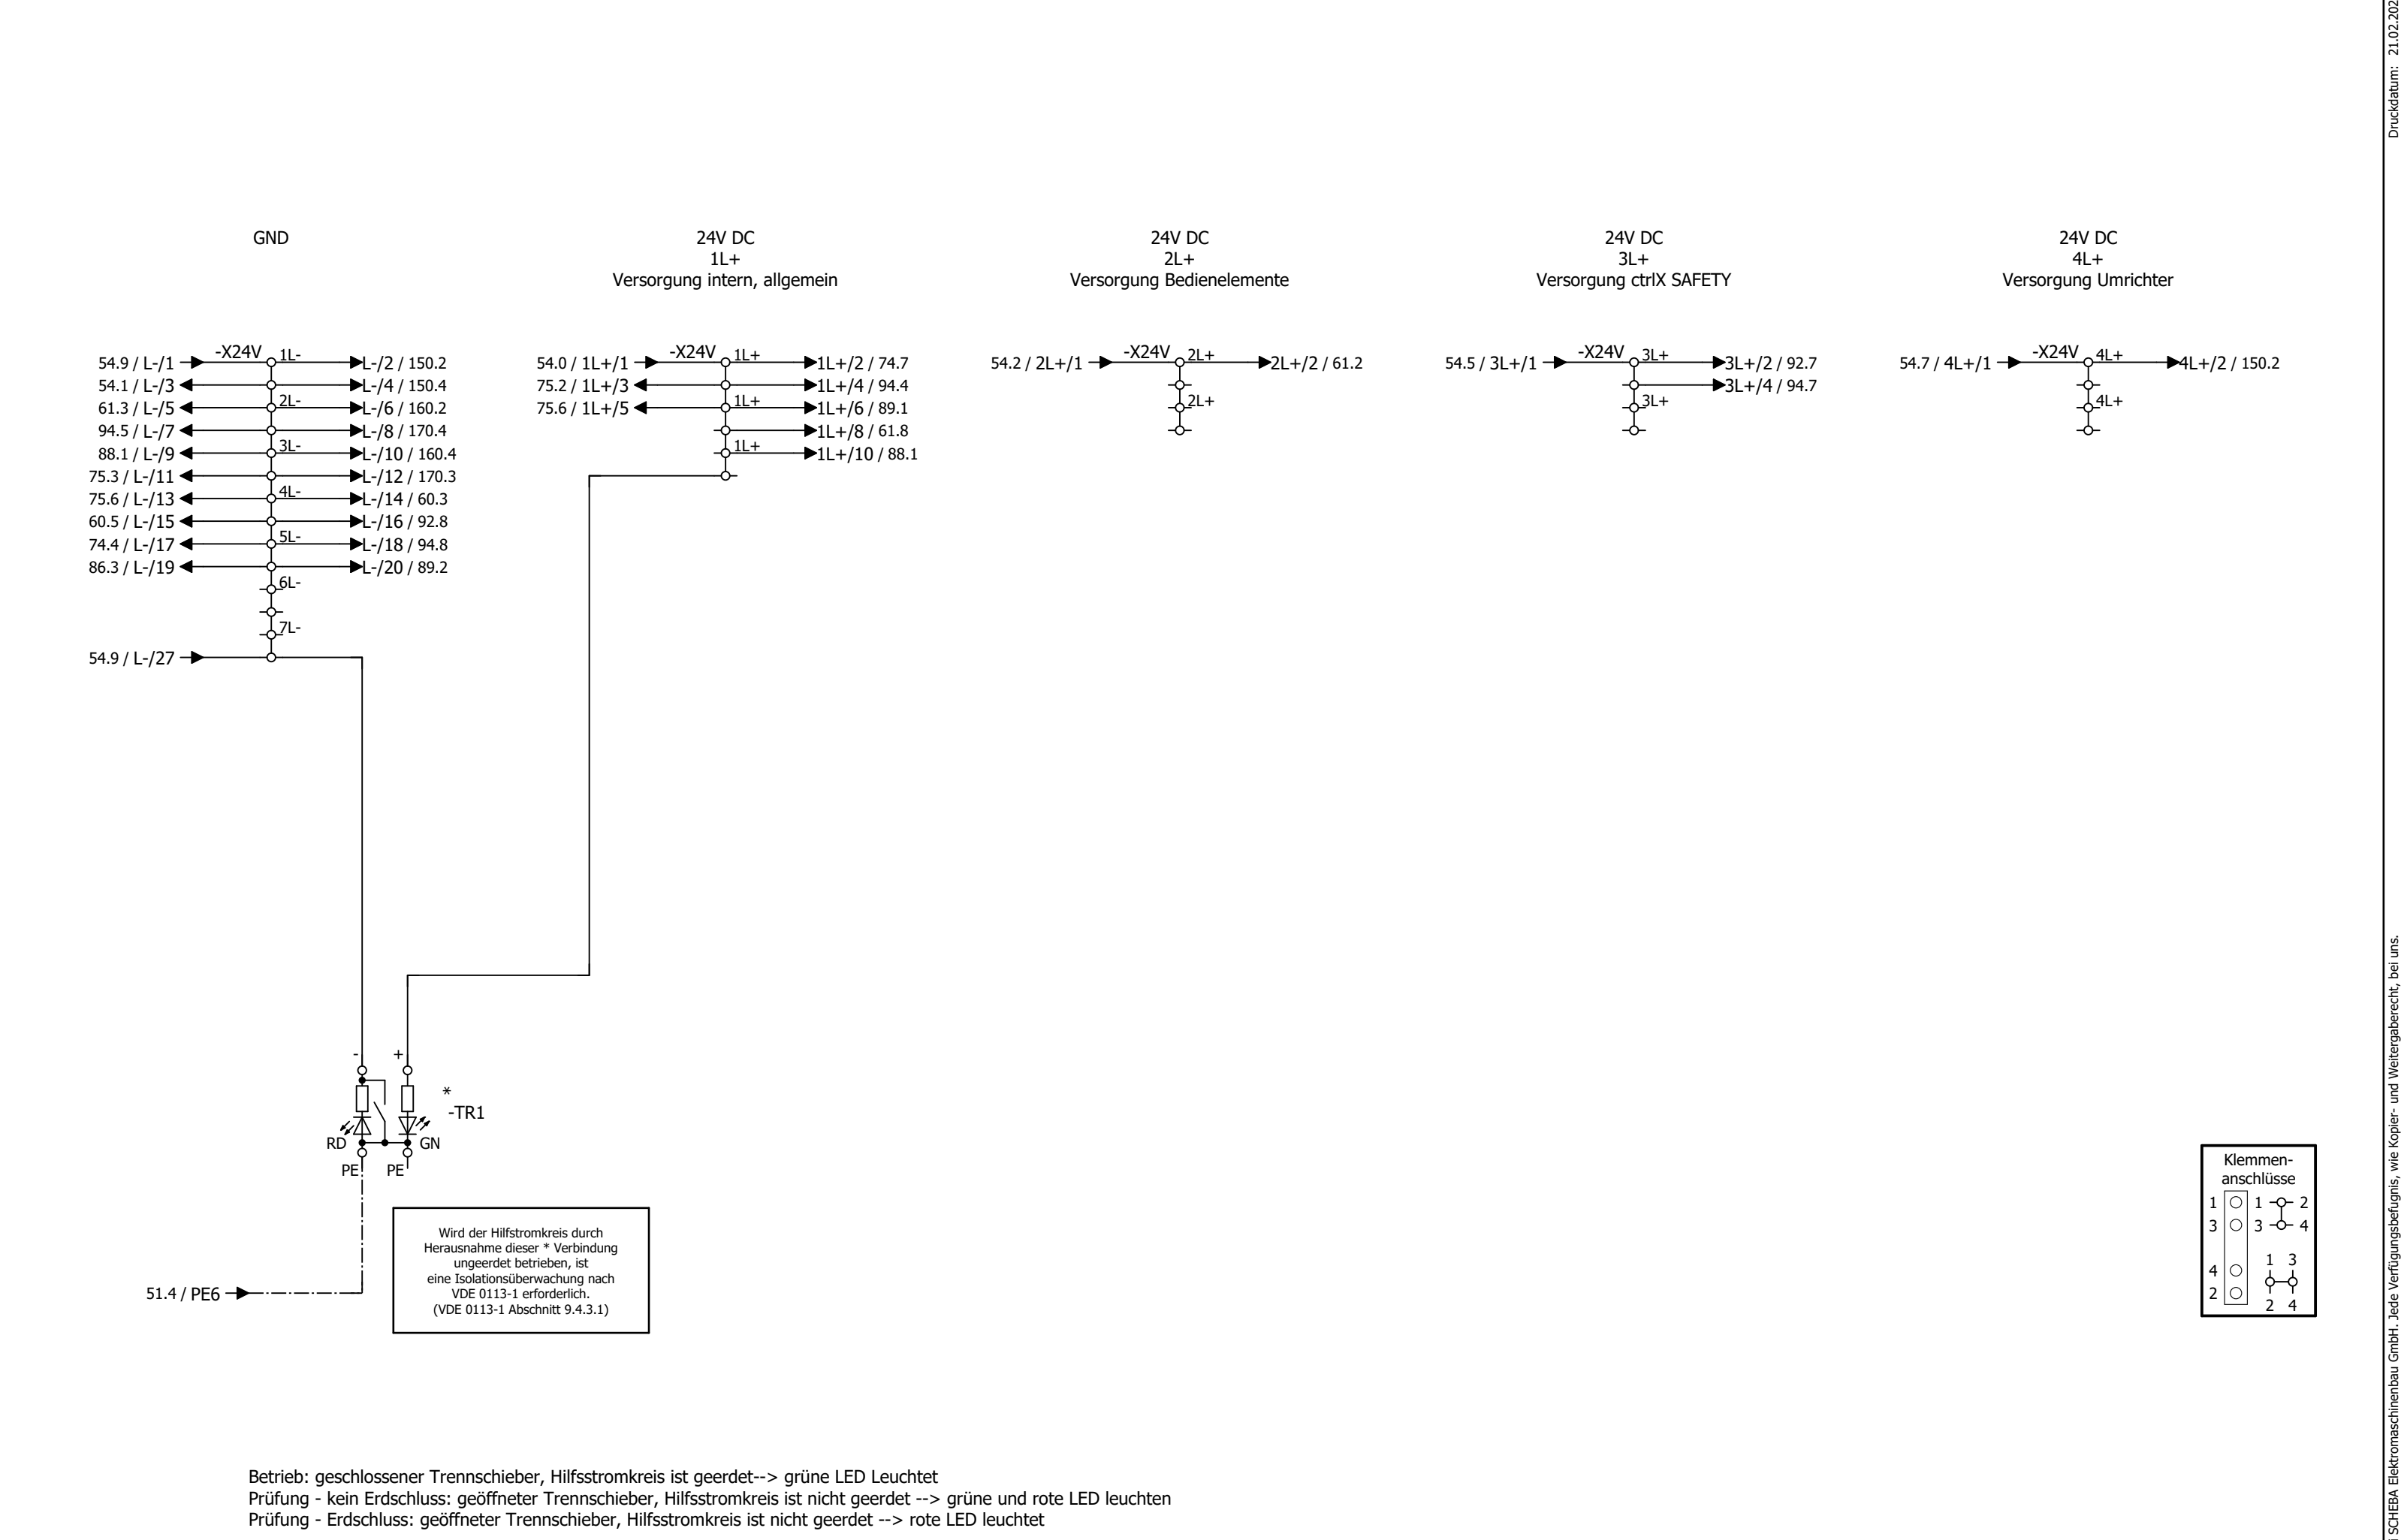 GND
24V DC
1L+
Versorgung intern, allgemein
24V DC
2L+
Versorgung Bedienelemente
24V DC
3L+
Versorgung ctrlX SAFETY
24V DC
4L+
Versorgung Umrichter
54.9 / L-/1 -X24V 1L- L-/2 / 150.2
54.1 / L-/3 L-/4 / 150.4
61.3 / L-/5 2L- L-/6 / 160.2
94.5 / L-/7 L-/8 / 170.4
88.1 / L-/9 3L- L-/10 / 160.4
75.3 / L-/11 L-/12 / 170.3
75.6 / L-/13 4L- L-/14 / 60.3
60.5 / L-/15 L-/16 / 92.8
74.4 / L-/17 5L- L-/18 / 94.8
86.3 / L-/19 L-/20 / 89.2
6L-
7L-
54.9 / L-/27
54.0 / 1L+/1 -X24V 1L+ 1L+/2 / 74.7
75.2 / 1L+/3 1L+/4 / 94.4
75.6 / 1L+/5 1L+ 1L+/6 / 89.1
1L+/8 / 61.8
1L+ 1L+/10 / 88.1
54.2 / 2L+/1 -X24V 2L+ 2L+/2 / 61.2
2L+
54.5 / 3L+/1 -X24V 3L+ 3L+/2 / 92.7
3L+/4 / 94.7
3L+
54.7 / 4L+/1 -X24V 4L+ 4L+/2 / 150.2
4L+
- +
*
-TR1
RD GN
PE PE
51.4 / PE6
Wird der Hilfstromkreis durch
Herausnahme dieser * Verbindung
ungeerdet betrieben, ist
eine Isolationsüberwachung nach
VDE 0113-1 erforderlich.
(VDE 0113-1 Abschnitt 9.4.3.1)
Klemmen-
anschlüsse
1 1 2
3 3 4
1 3
4
2 2 4
Betrieb: geschlossener Trennschieber, Hilfsstromkreis ist geerdet--> grüne LED Leuchtet
Prüfung - kein Erdschluss: geöffneter Trennschieber, Hilfsstromkreis ist nicht geerdet --> grüne und rote LED leuchten
Prüfung - Erdschluss: geöffneter Trennschieber, Hilfsstromkreis ist nicht geerdet --> rote LED leuchtet
SCHEBA Elektromaschinenbau GmbH. Jede Verfügungsbefugnis, wie Kopier- und Weitergaberecht, bei uns.
Druckdatum: 21.02.202